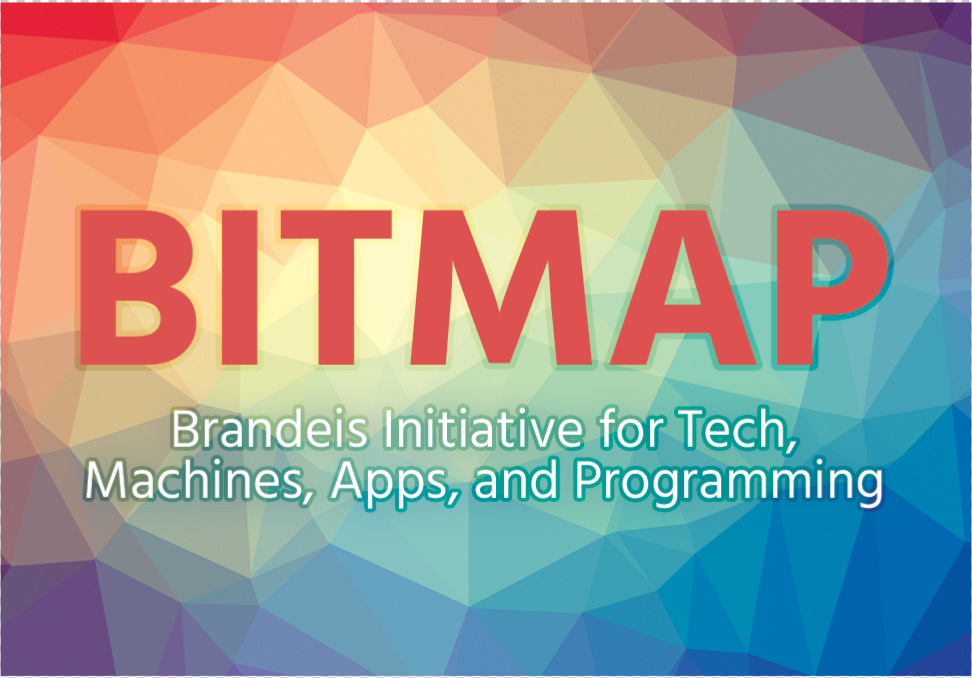 BITMAP
Brandeis Initiative for Tech,
Machines, Apps, and Programming